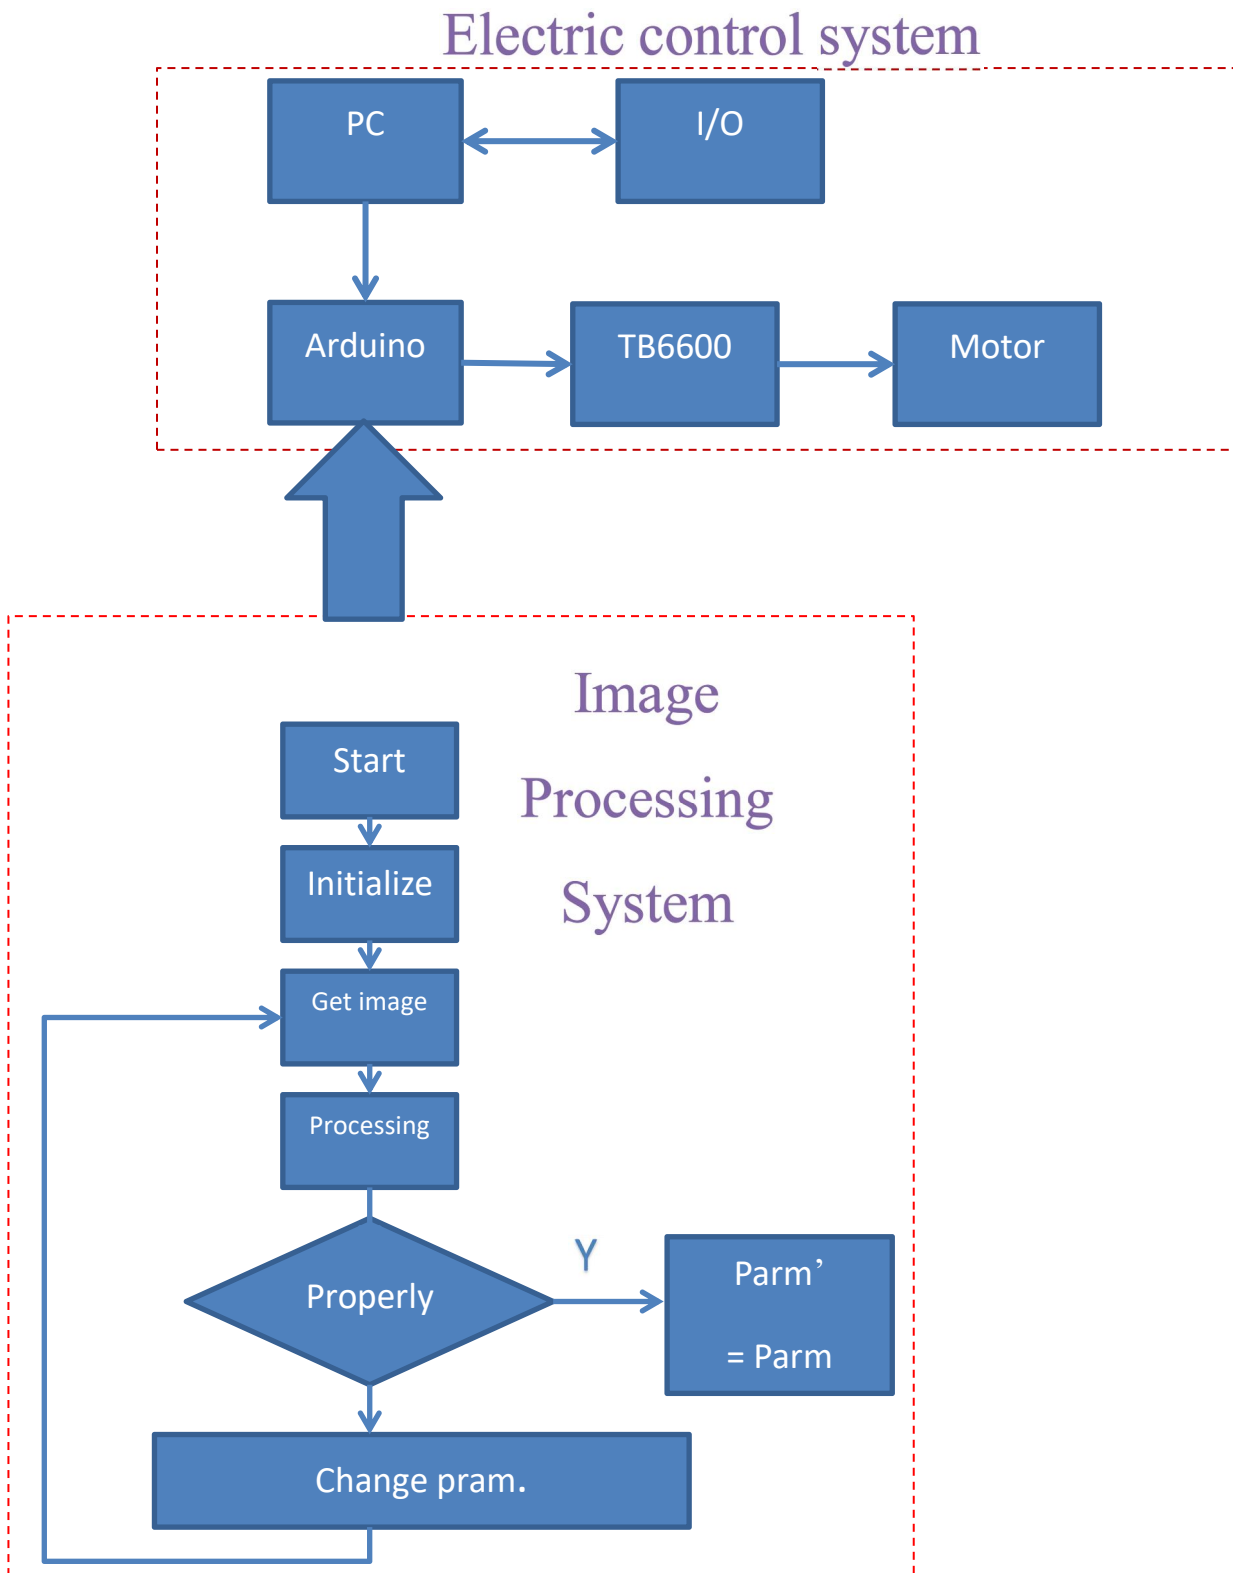 Electric control system
PC
I/O
Arduino
TB6600
Motor
Image
Processing
System
Start
Initialize
Get image
Processing
Properly
Y
Parm’
= Parm
Change pram.